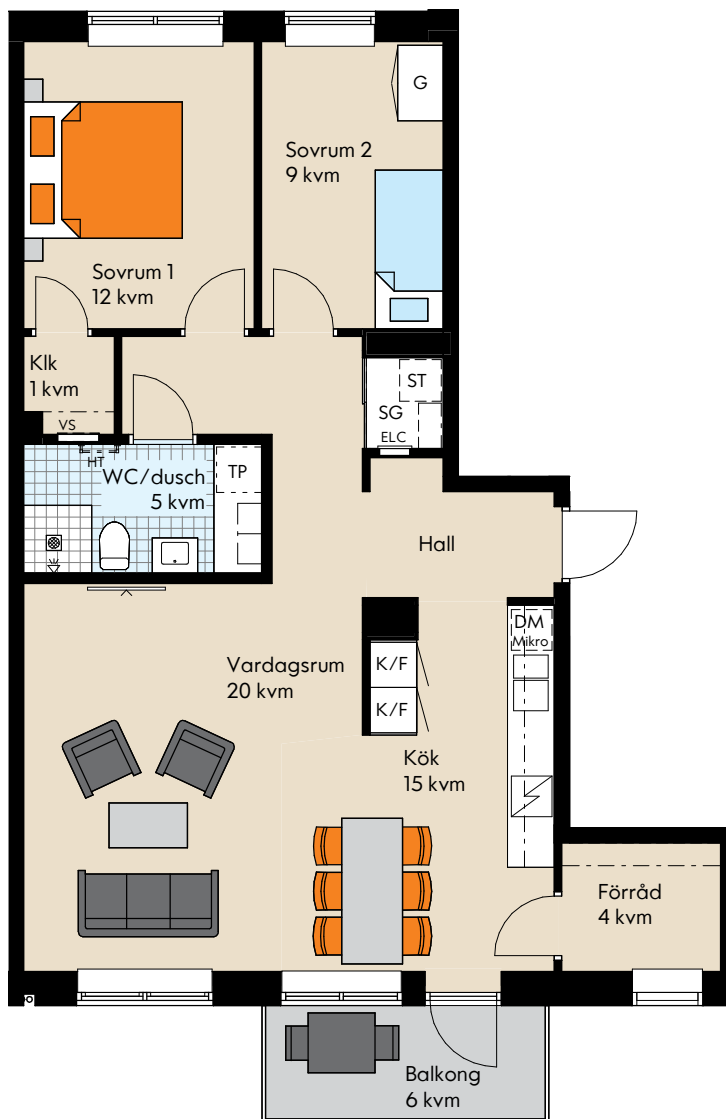 G
Sovrum 2
9 kvm
Sovrum 1
12 kvm
Klk
1 kvm
VS
ST
SG
ELC
HT
WC/dusch
5 kvm
TP
Hall
DM
Mikro
Vardagsrum
20 kvm
K/F
K/F
Kök
15 kvm
Förråd
4 kvm
Balkong
6 kvm